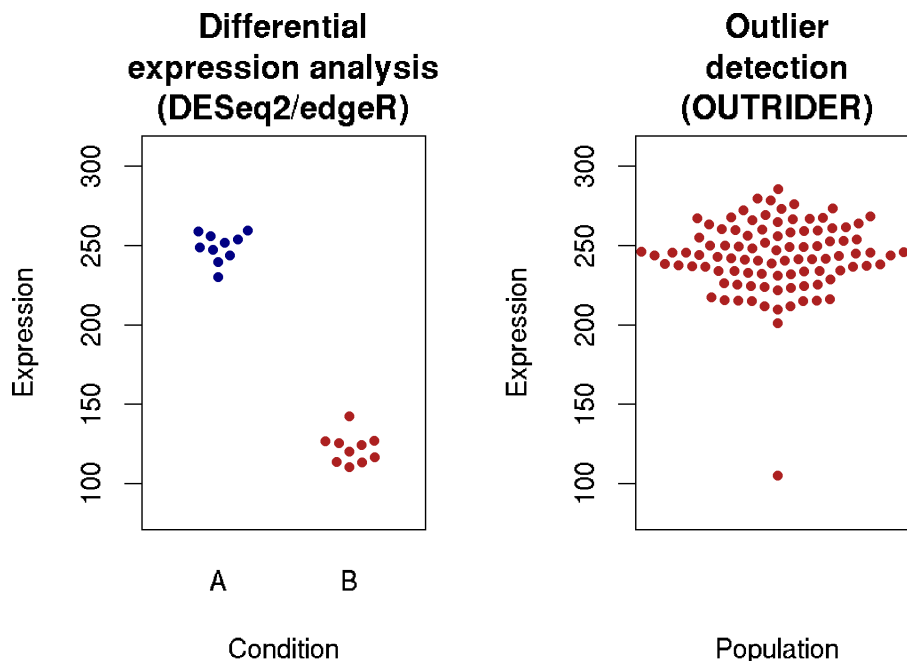 Differential
expression analysis
(DESeq2/edgeR)
Expression
300
250
200
150
100
A
B
Condition
Outlier
detection
(OUTRIDER)
Expression
300
250
200
150
100
Population